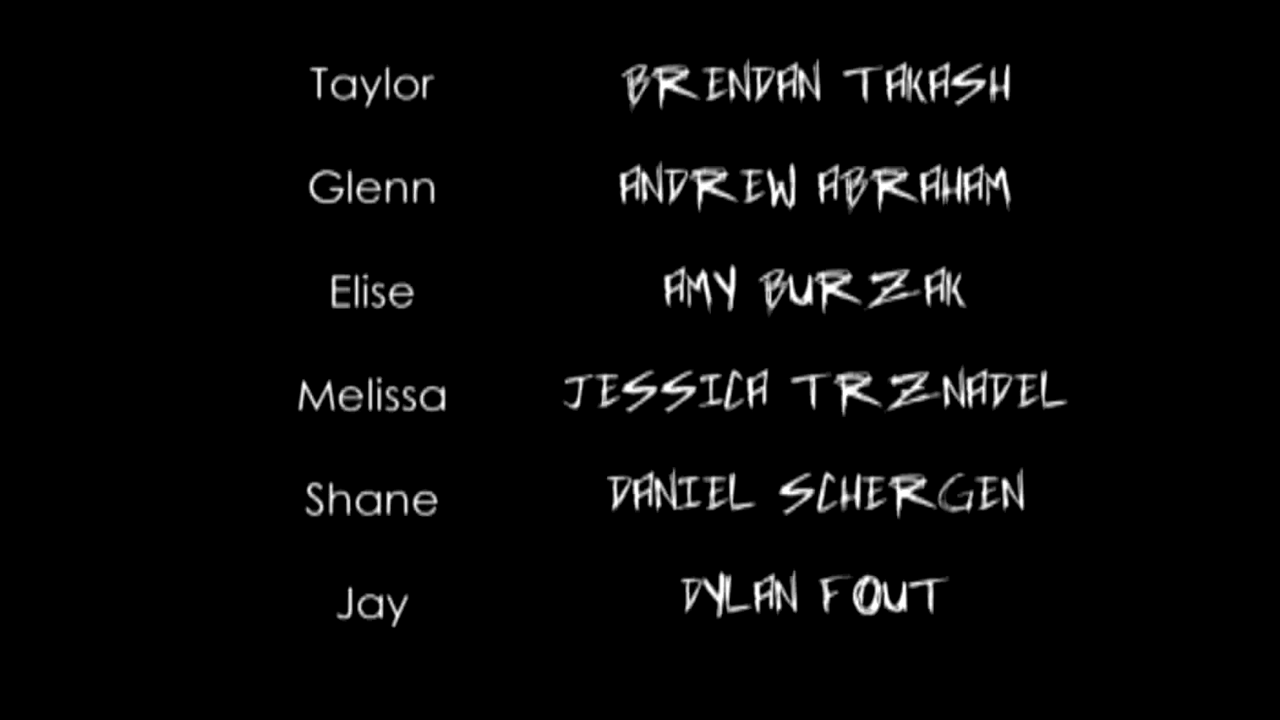 Taylor BRENDAN TAKASH
Glenn ANDREW ABRAHAM
Elise AMY BURZAK
Melissa JESSICA TRZNADEL
Shane DANIEL SCHERGEN
Jay DYLAN FOUT